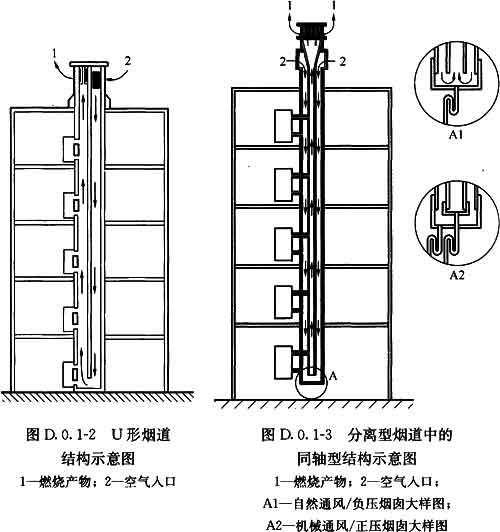 1
2
1
1
2
2
A1
A2
A
图 D.0.1-2 U 形烟道
结构示意图
1—燃烧产物；2—空气入口
图 D.0.1-3 分离型烟道中的
同轴型结构示意图
1—燃烧产物；2—空气入口；
A1—自然通风/负压烟囱大样图
A2—机械通风/正压烟囱大样图